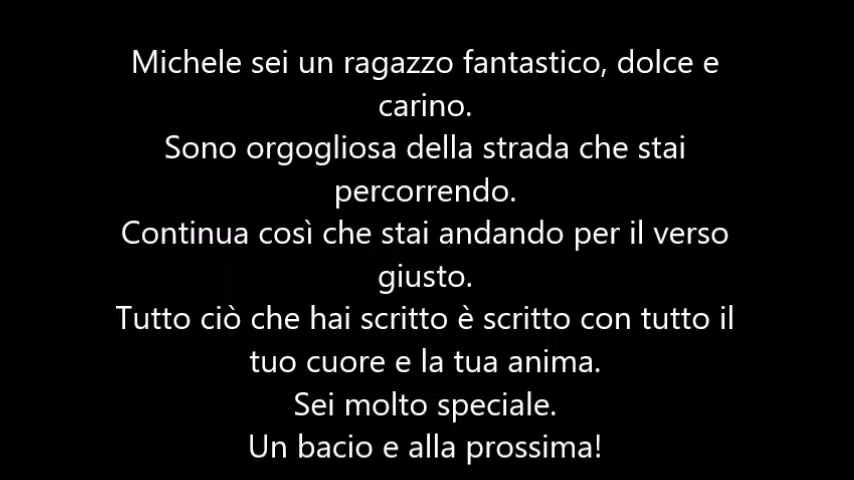 Michele sei un ragazzo fantastico, dolce e
carino.
Sono orgogliosa della strada che stai
percorrendo.
Continua così che stai andando per il verso
giusto.
Tutto ciò che hai scritto è scritto con tutto il
tuo cuore e la tua anima.
Sei molto speciale.
Un bacio e alla prossima!